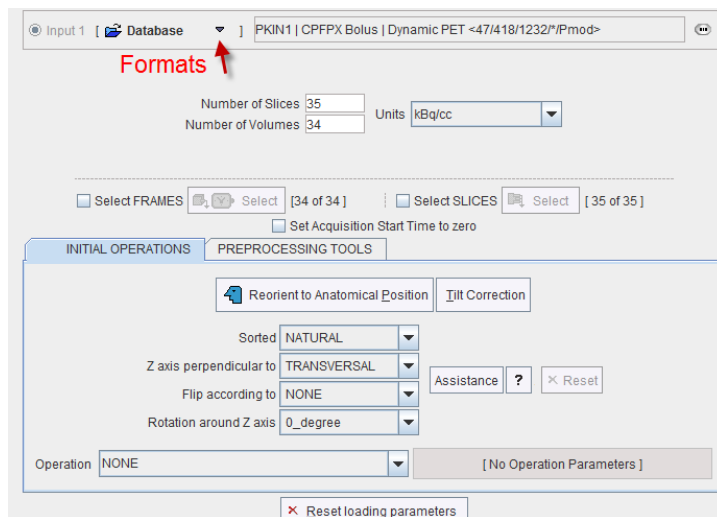 Input 1 [ Database ] PKIN1 | CPFPX Bolus | Dynamic PET <47/418/1232/*/Pmod>
Formats
Number of Slices 35
Number of Volumes 34
Units kBq/cc
Select FRAMES Select [34 of 34 ] Select SLICES Select [ 35 of 35 ]
Set Acquisition Start Time to zero
INITIAL OPERATIONS PREPROCESSING TOOLS
Reorient to Anatomical Position Tilt Correction
Sorted NATURAL
Z axis perpendicular to TRANSVERSAL
Flip according to NONE
Rotation around Z axis 0_degree
Assistance ? Reset
Operation NONE [ No Operation Parameters ]
Reset loading parameters